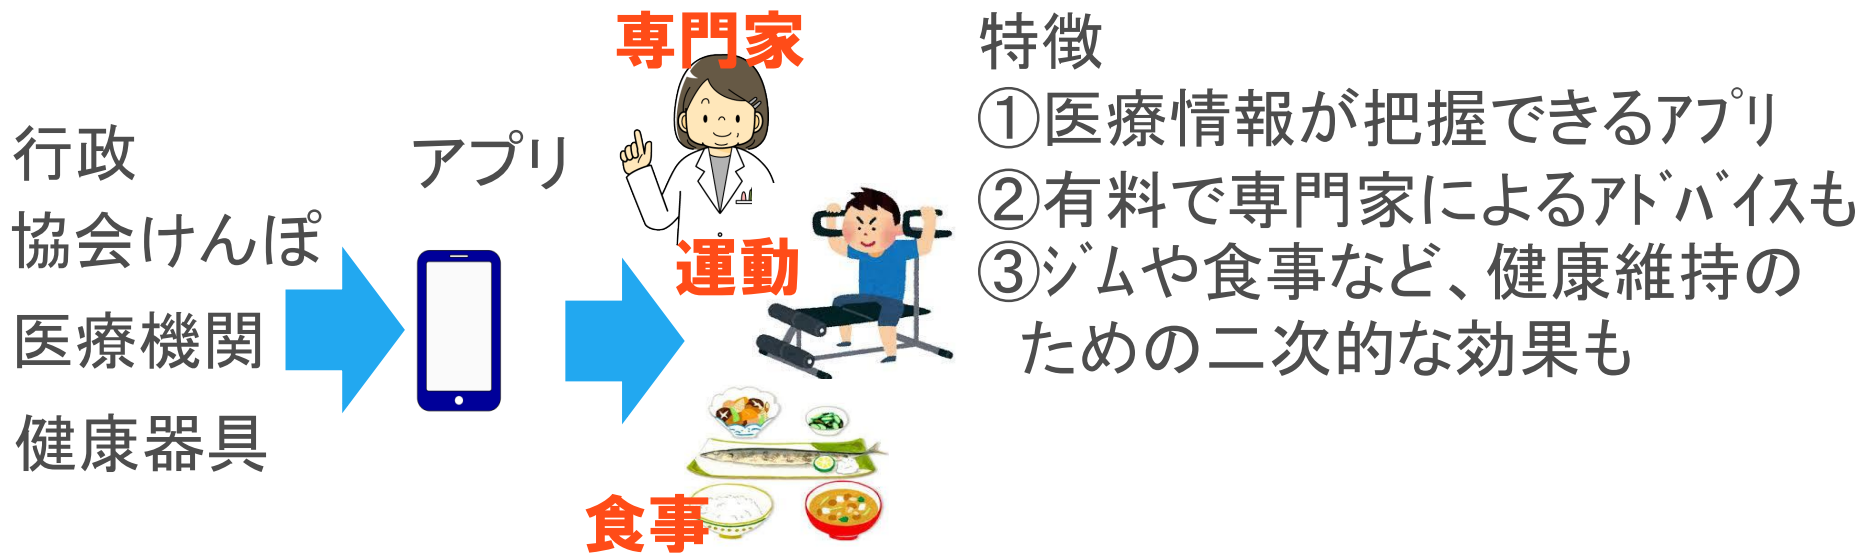 行政
協会けんぽ
医療機関
健康器具
アプリ
専門家
運動
食事
特徴
①医療情報が把握できるｱﾌﾟﾘ
②有料で専門家によるｱﾄﾞﾊﾞｲｽも
③ｼﾞﾑや食事など、健康維持の
ための二次的な効果も